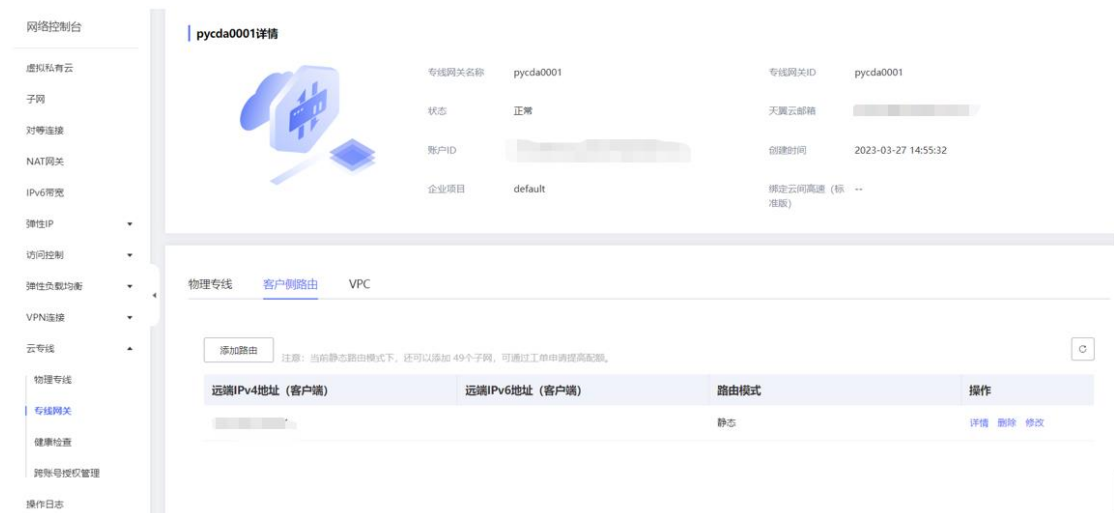 网络控制台
虚拟私有云
子网
对等连接
NAT网关
IPv6带宽
弹性IP
访问控制
弹性负载均衡
VPN连接
云专线
物理专线
专线网关
健康检查
跨账号授权管理
操作日志
pycda0001详情
专线网关名称 pycda0001 专线网关ID pycda0001
状态 正常 天翼云邮箱
账户ID 创建时间 2023-03-27 14:55:32
企业项目 default 绑定云间高速（标 --
准版）
物理专线 客户侧路由 VPC
添加路由 注意：当前静态路由模式下，还可以添加 49个子网，可通过工单申请提高配额。
远端IPv4地址（客户端） 远端IPv6地址（客户端） 路由模式 操作
静态 详情 删除 修改